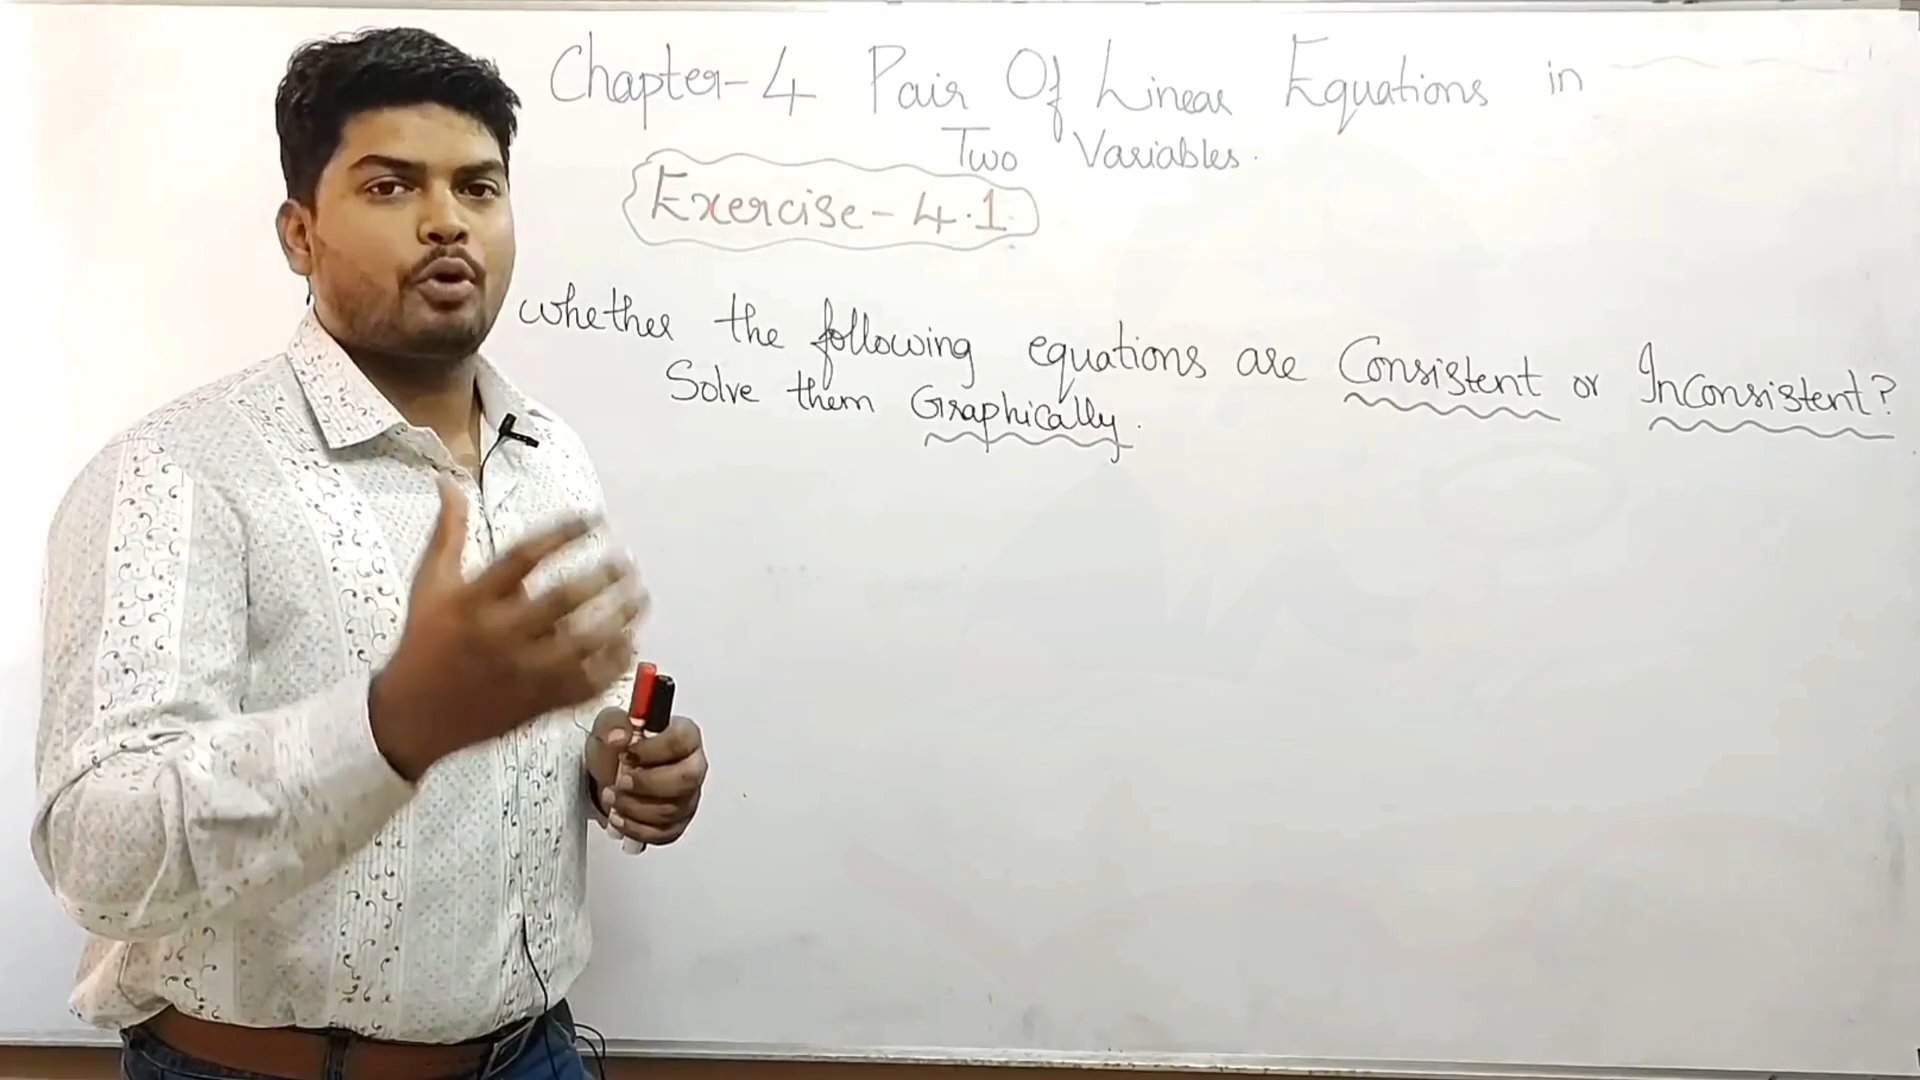 Chapter-4 Pair Of Linear Equations in
Two Variables.
Exercise-4.1.
whether the following equations are Consistent or InConsistent?
Solve them Graphically.